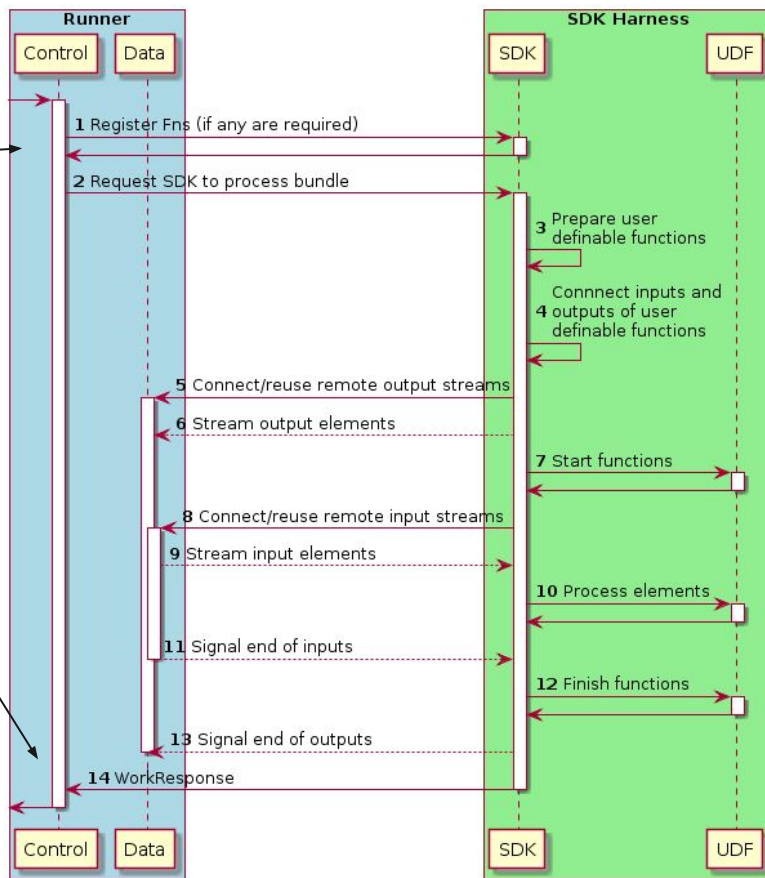 Runner
SDK Harness
Control
Data
SDK
UDF
1 Register Fns (if any are required)
2 Request SDK to process bundle
3 Prepare user
definable functions
4 Connnect inputs and
outputs of user
definable functions
5 Connect/reuse remote output streams
6 Stream output elements
7 Start functions
8 Connect/reuse remote input streams
9 Stream input elements
10 Process elements
11 Signal end of inputs
12 Finish functions
13 Signal end of outputs
14 WorkResponse
Control
Data
SDK
UDF